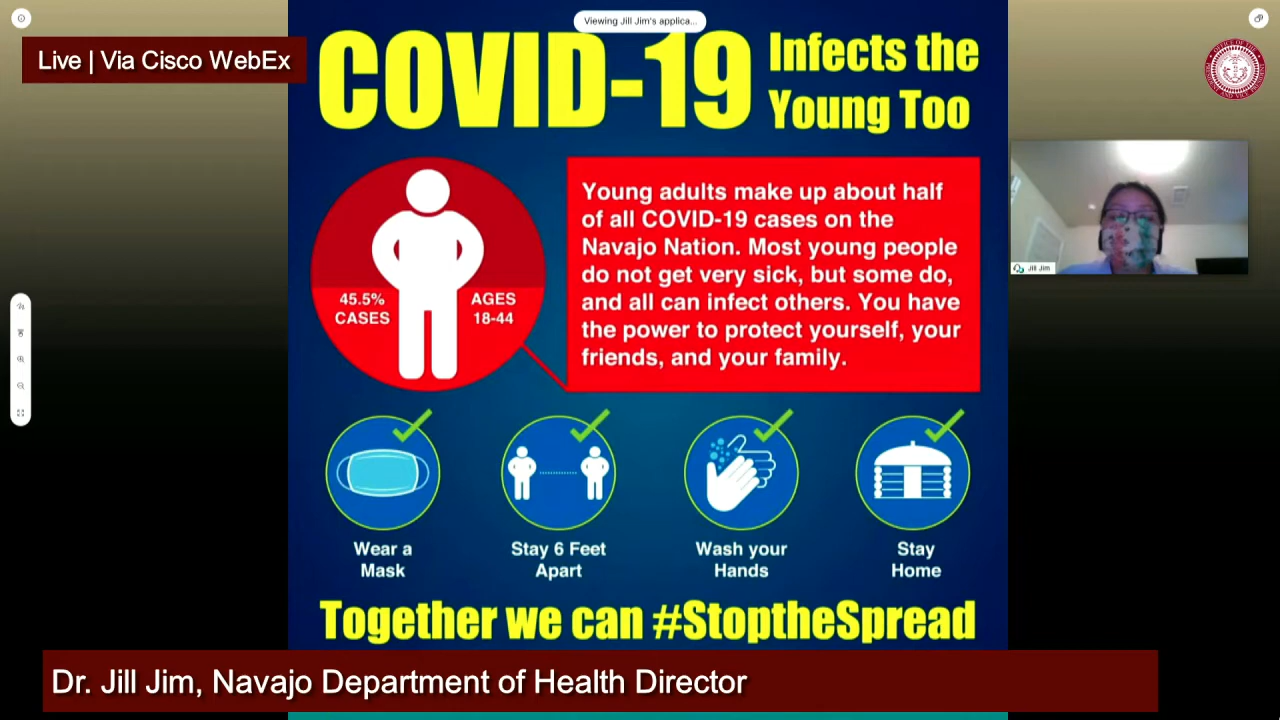 Viewing Jill Jim's applica...
Live | Via Cisco WebEx
COVID-19
Infects the
Young Too
Young adults make up about half
of all COVID-19 cases on the
Navajo Nation. Most young people
do not get very sick, but some do,
and all can infect others. You have
the power to protect yourself, your
friends, and your family.
45.5%
CASES
AGES
18-44
Jill Jim
Wear a
Mask
Stay 6 Feet
Apart
Wash your
Hands
Stay
Home
Together we can #StoptheSpread
Dr. Jill Jim, Navajo Department of Health Director